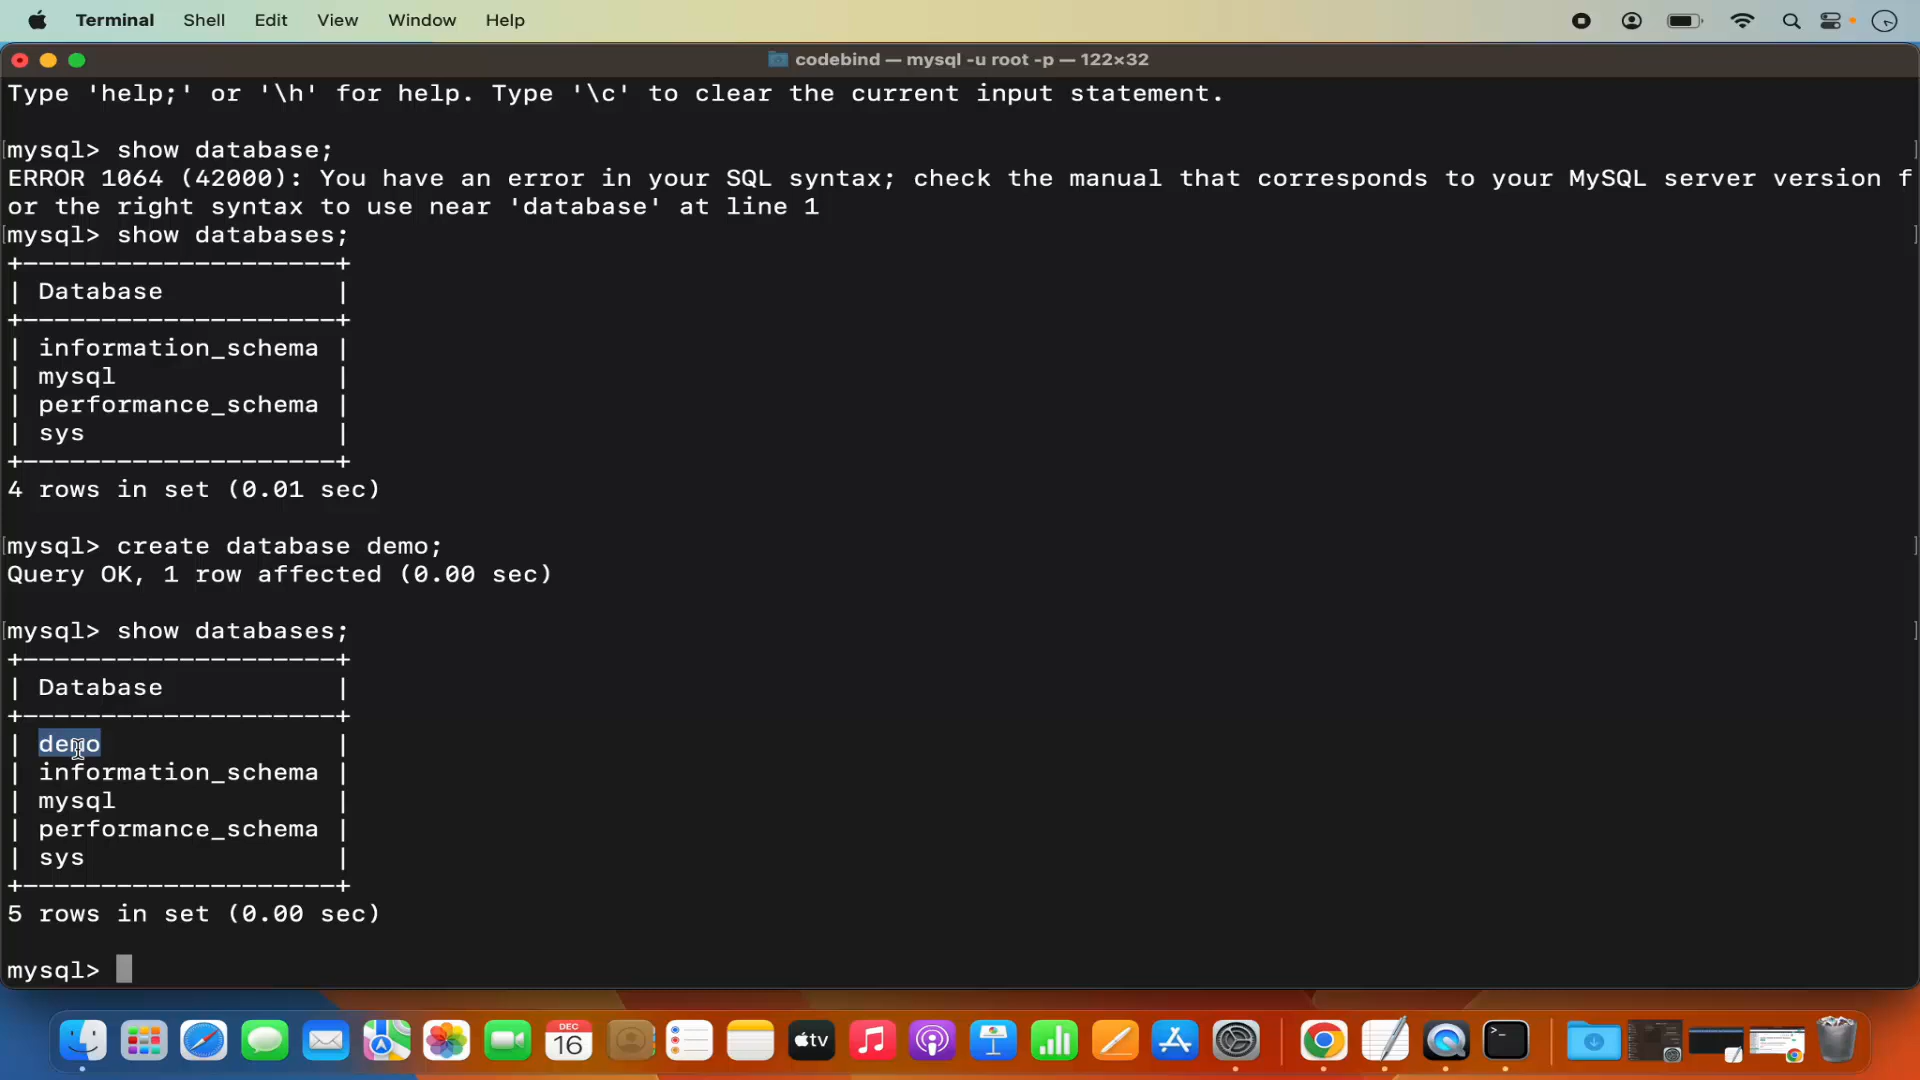 Terminal Shell Edit View Window Help
codebind — mysql -u root -p — 122×32
Type 'help;' or '\h' for help. Type '\c' to clear the current input statement.
mysql> show database;
ERROR 1064 (42000): You have an error in your SQL syntax; check the manual that corresponds to your MySQL server version f
or the right syntax to use near 'database' at line 1
mysql> show databases;
+--------------------+
| Database           |
+--------------------+
| information_schema |
| mysql              |
| performance_schema |
| sys                |
+--------------------+
4 rows in set (0.01 sec)
mysql> create database demo;
Query OK, 1 row affected (0.00 sec)
mysql> show databases;
+--------------------+
| Database           |
+--------------------+
| demo               |
| information_schema |
| mysql              |
| performance_schema |
| sys                |
+--------------------+
5 rows in set (0.00 sec)
mysql>
DEC
16
tv